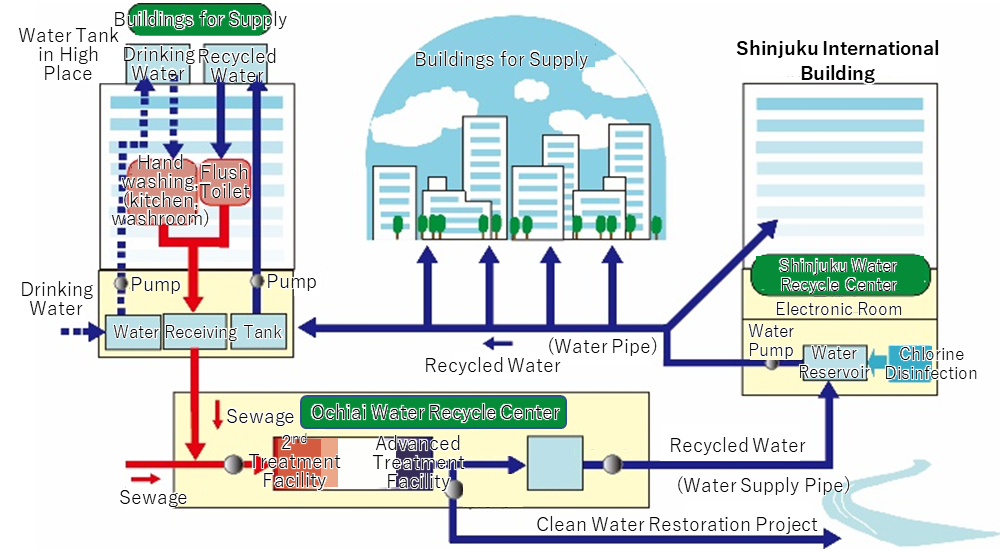 Buildings for Supply
Water Tank
in High
Place
Drinking
Water
Recycled
Water
Hand
washing,
(kitchen,
washroom)
Flush
Toilet
Pump
Pump
Drinking
Water
Water
Receiving
Tank
Buildings for Supply
Shinjuku International
Building
Shinjuku Water
Recycle Center
Electronic Room
Water
Pump
Water
Reservoir
Chlorine
Disinfection
(Water Pipe)
Recycled Water
Sewage
Ochiai Water Recycle Center
2nd
Treatment
Facility
Advanced
Treatment
Facility
Sewage
Recycled Water
(Water Supply Pipe)
Clean Water Restoration Project